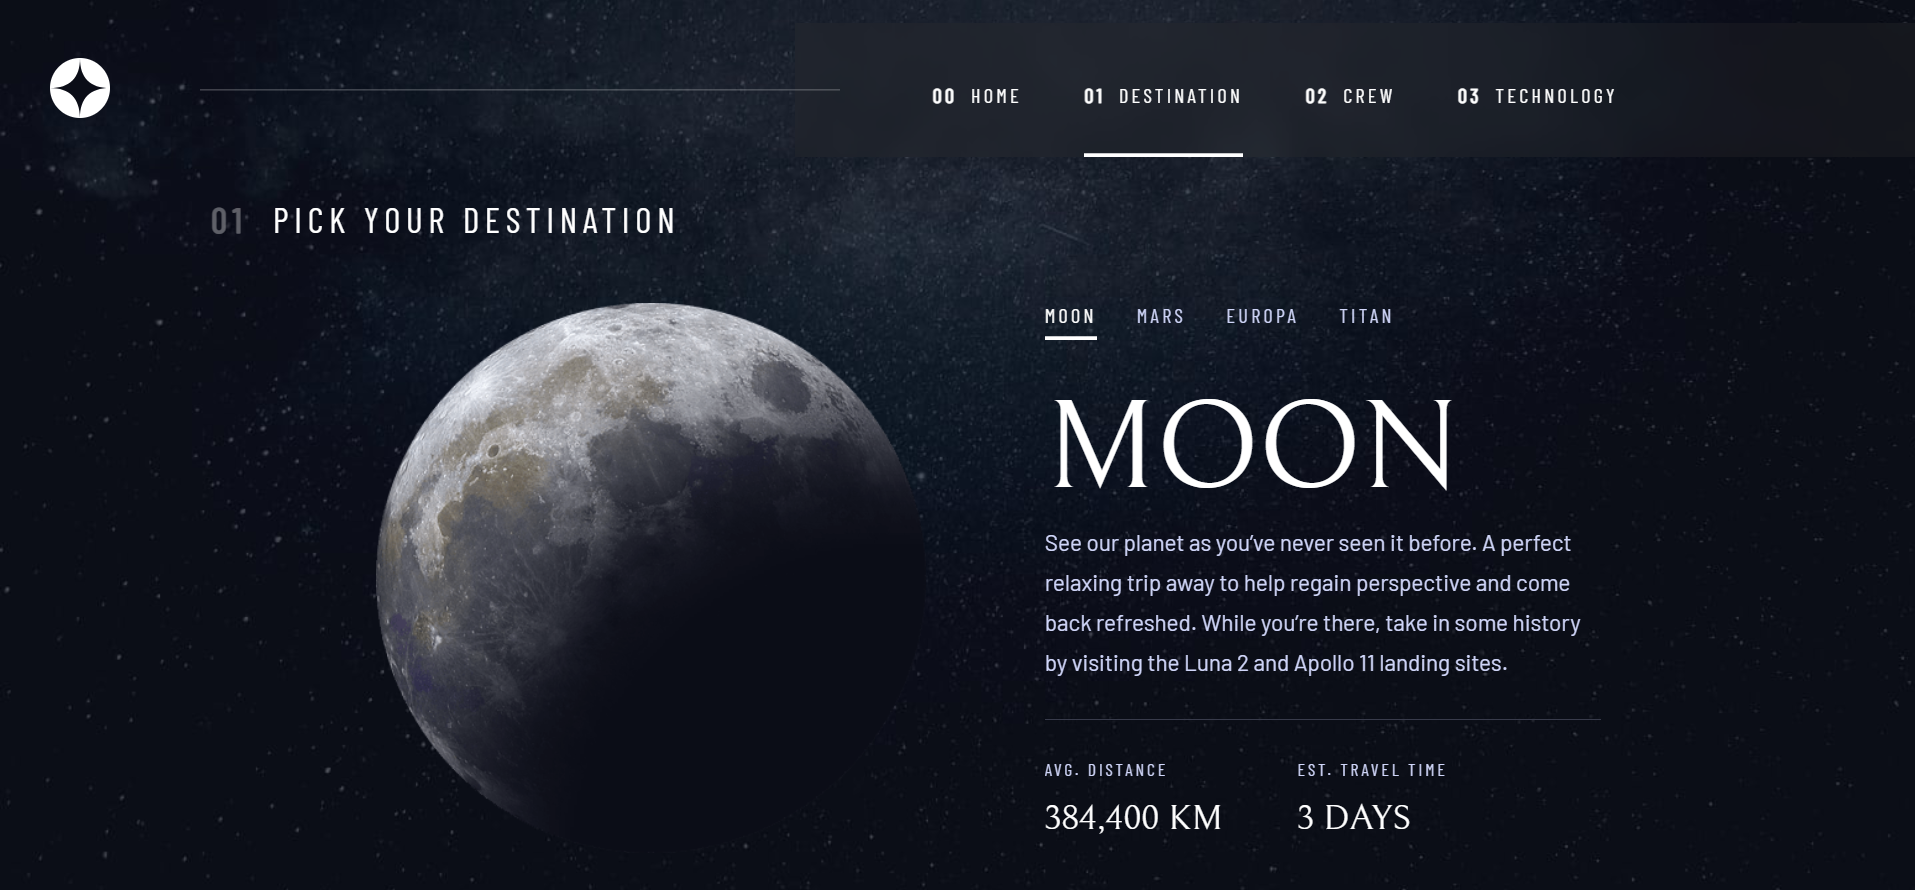 00 HOME 01 DESTINATION 02 CREW 03 TECHNOLOGY
01 PICK YOUR DESTINATION
MOON MARS EUROPA TITAN
MOON
See our planet as you’ve never seen it before. A perfect
relaxing trip away to help regain perspective and come
back refreshed. While you’re there, take in some history
by visiting the Luna 2 and Apollo 11 landing sites.
AVG. DISTANCE EST. TRAVEL TIME
384,400 KM 3 DAYS